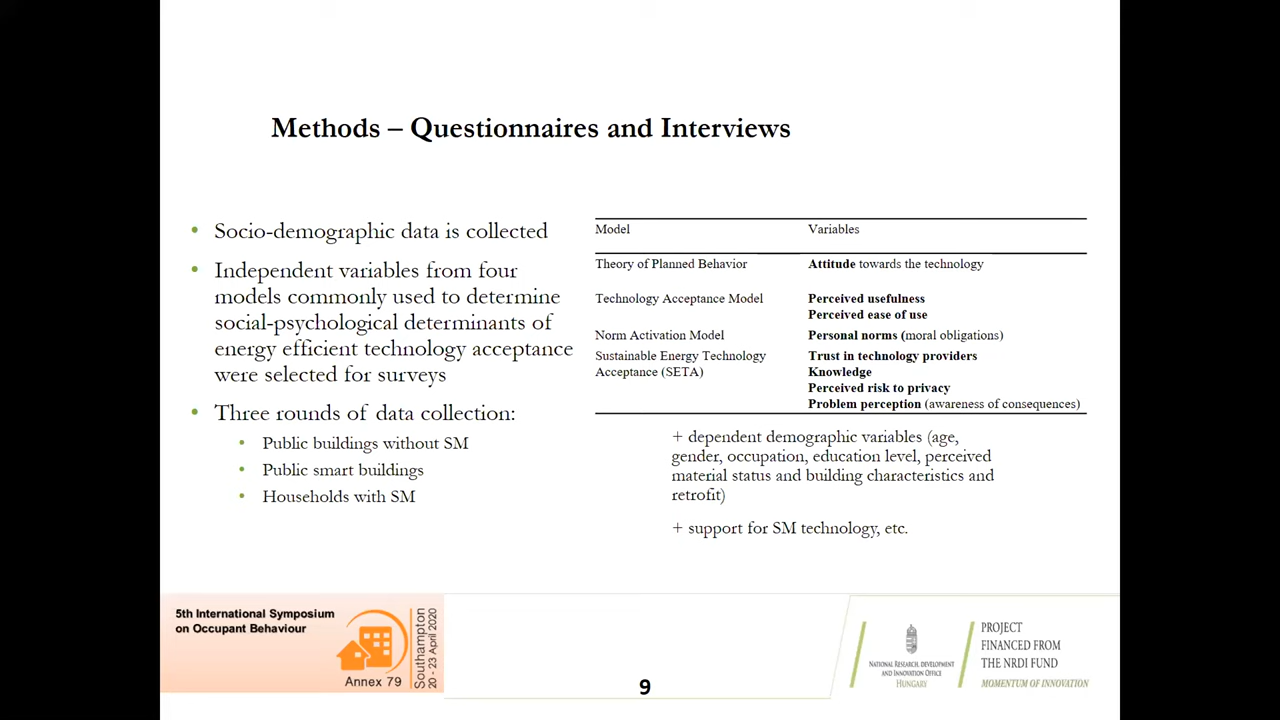 Methods – Questionnaires and Interviews
• Socio-demographic data is collected
• Independent variables from four
models commonly used to determine
social-psychological determinants of
energy efficient technology acceptance
were selected for surveys
• Three rounds of data collection:
• Public buildings without SM
• Public smart buildings
• Households with SM
Model Variables
Theory of Planned Behavior Attitude towards the technology
Technology Acceptance Model Perceived usefulness
Perceived ease of use
Norm Activation Model Personal norms (moral obligations)
Sustainable Energy Technology Trust in technology providers
Acceptance (SETA) Knowledge
Perceived risk to privacy
Problem perception (awareness of consequences)
+ dependent demographic variables (age,
gender, occupation, education level, perceived
material status and building characteristics and
retrofit)
+ support for SM technology, etc.
5th International Symposium
on Occupant Behaviour
Annex 79
Southampton
20 - 23 April 2020
9
NATIONAL RESEARCH, DEVELOPMENT
AND INNOVATION OFFICE
HUNGARY
PROJECT
FINANCED FROM
THE NRDI FUND
MOMENTUM OF INNOVATION